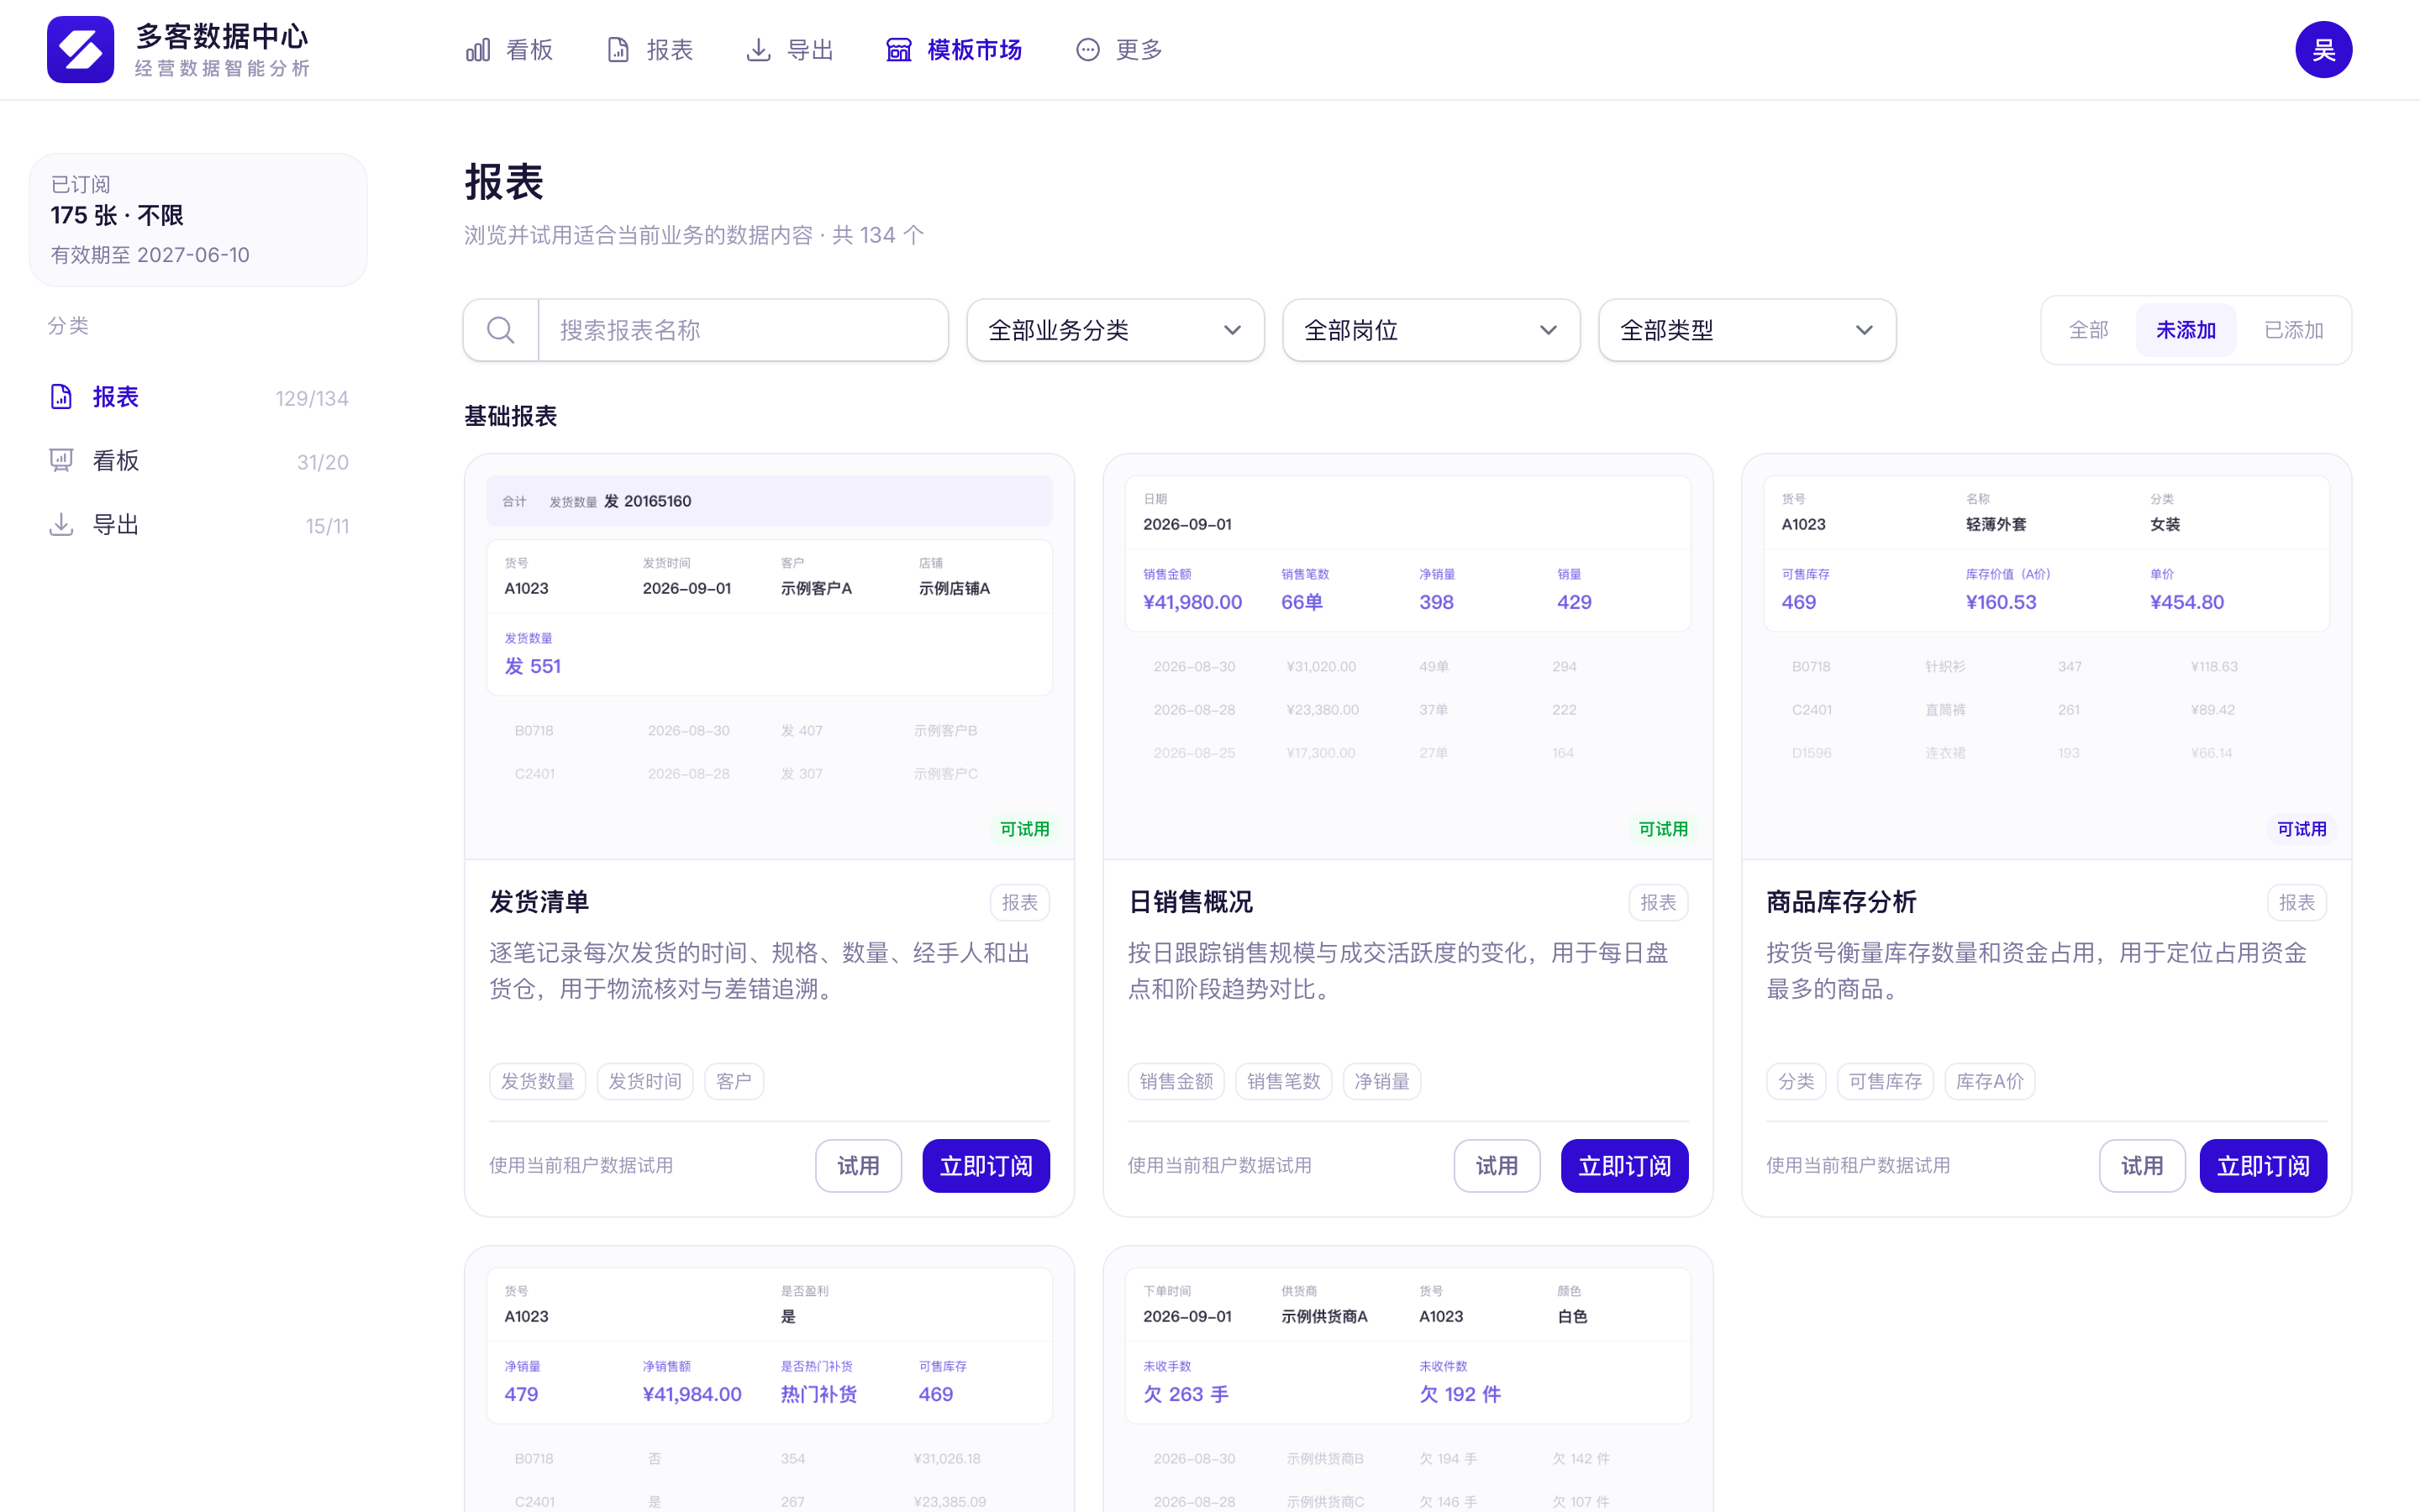 多客数据中心
经营数据智能分析
看板
报表
导出
模板市场
更多
吴
已订阅
175 张 · 不限
有效期至 2027-06-10
分类
报表 129/134
看板 31/20
导出 15/11
报表
浏览并试用适合当前业务的数据内容 · 共 134 个
搜索报表名称
全部业务分类
全部岗位
全部类型
全部
未添加
已添加
基础报表
合计 发货数量 发 20165160
货号 发货时间 客户 店铺
A1023 2026-09-01 示例客户A 示例店铺A
发货数量
发 551
B0718 2026-08-30 发 407 示例客户B
C2401 2026-08-28 发 307 示例客户C
可试用
发货清单
报表
逐笔记录每次发货的时间、规格、数量、经手人和出
货仓，用于物流核对与差错追溯。
发货数量 发货时间 客户
使用当前租户数据试用
试用
立即订阅
日期
2026-09-01
销售金额 销售笔数 净销量 销量
¥41,980.00 66单 398 429
2026-08-30 ¥31,020.00 49单 294
2026-08-28 ¥23,380.00 37单 222
2026-08-25 ¥17,300.00 27单 164
可试用
日销售概况
报表
按日跟踪销售规模与成交活跃度的变化，用于每日盘
点和阶段趋势对比。
销售金额 销售笔数 净销量
使用当前租户数据试用
试用
立即订阅
货号 名称 分类
A1023 轻薄外套 女装
可售库存 库存价值（A价） 单价
469 ¥160.53 ¥454.80
B0718 针织衫 347 ¥118.63
C2401 直筒裤 261 ¥89.42
D1596 连衣裙 193 ¥66.14
可试用
商品库存分析
报表
按货号衡量库存数量和资金占用，用于定位占用资金
最多的商品。
分类 可售库存 库存A价
使用当前租户数据试用
试用
立即订阅
货号 是否盈利
A1023 是
净销量 净销售额 是否热门补货 可售库存
479 ¥41,984.00 热门补货 469
B0718 否 354 ¥31,026.18
C2401 是 267 ¥23,385.09
下单时间 供货商 货号 颜色
2026-09-01 示例供货商A A1023 白色
未收手数 未收件数
欠 263 手 欠 192 件
2026-08-30 示例供货商B 欠 194 手 欠 142 件
2026-08-28 示例供货商C 欠 146 手 欠 107 件